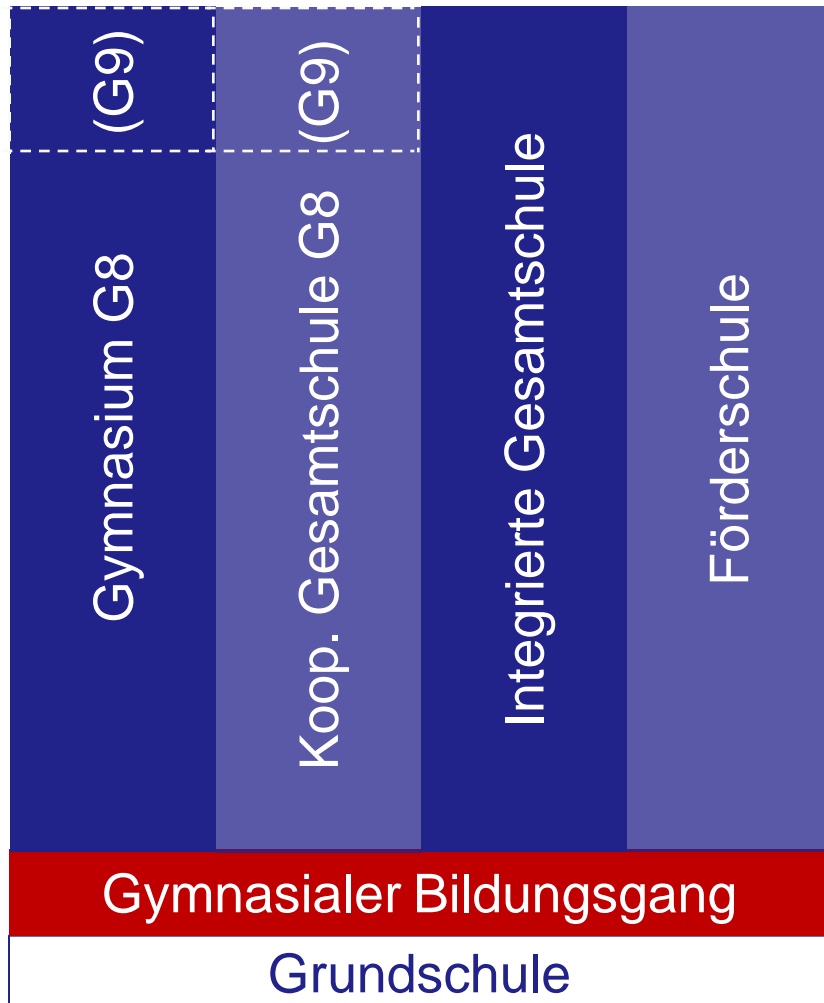 (G9)
Gymnasium G8
(G9)
Koop. Gesamtschule G8
Integrierte Gesamtschule
Förderschule
Gymnasialer Bildungsgang
Grundschule